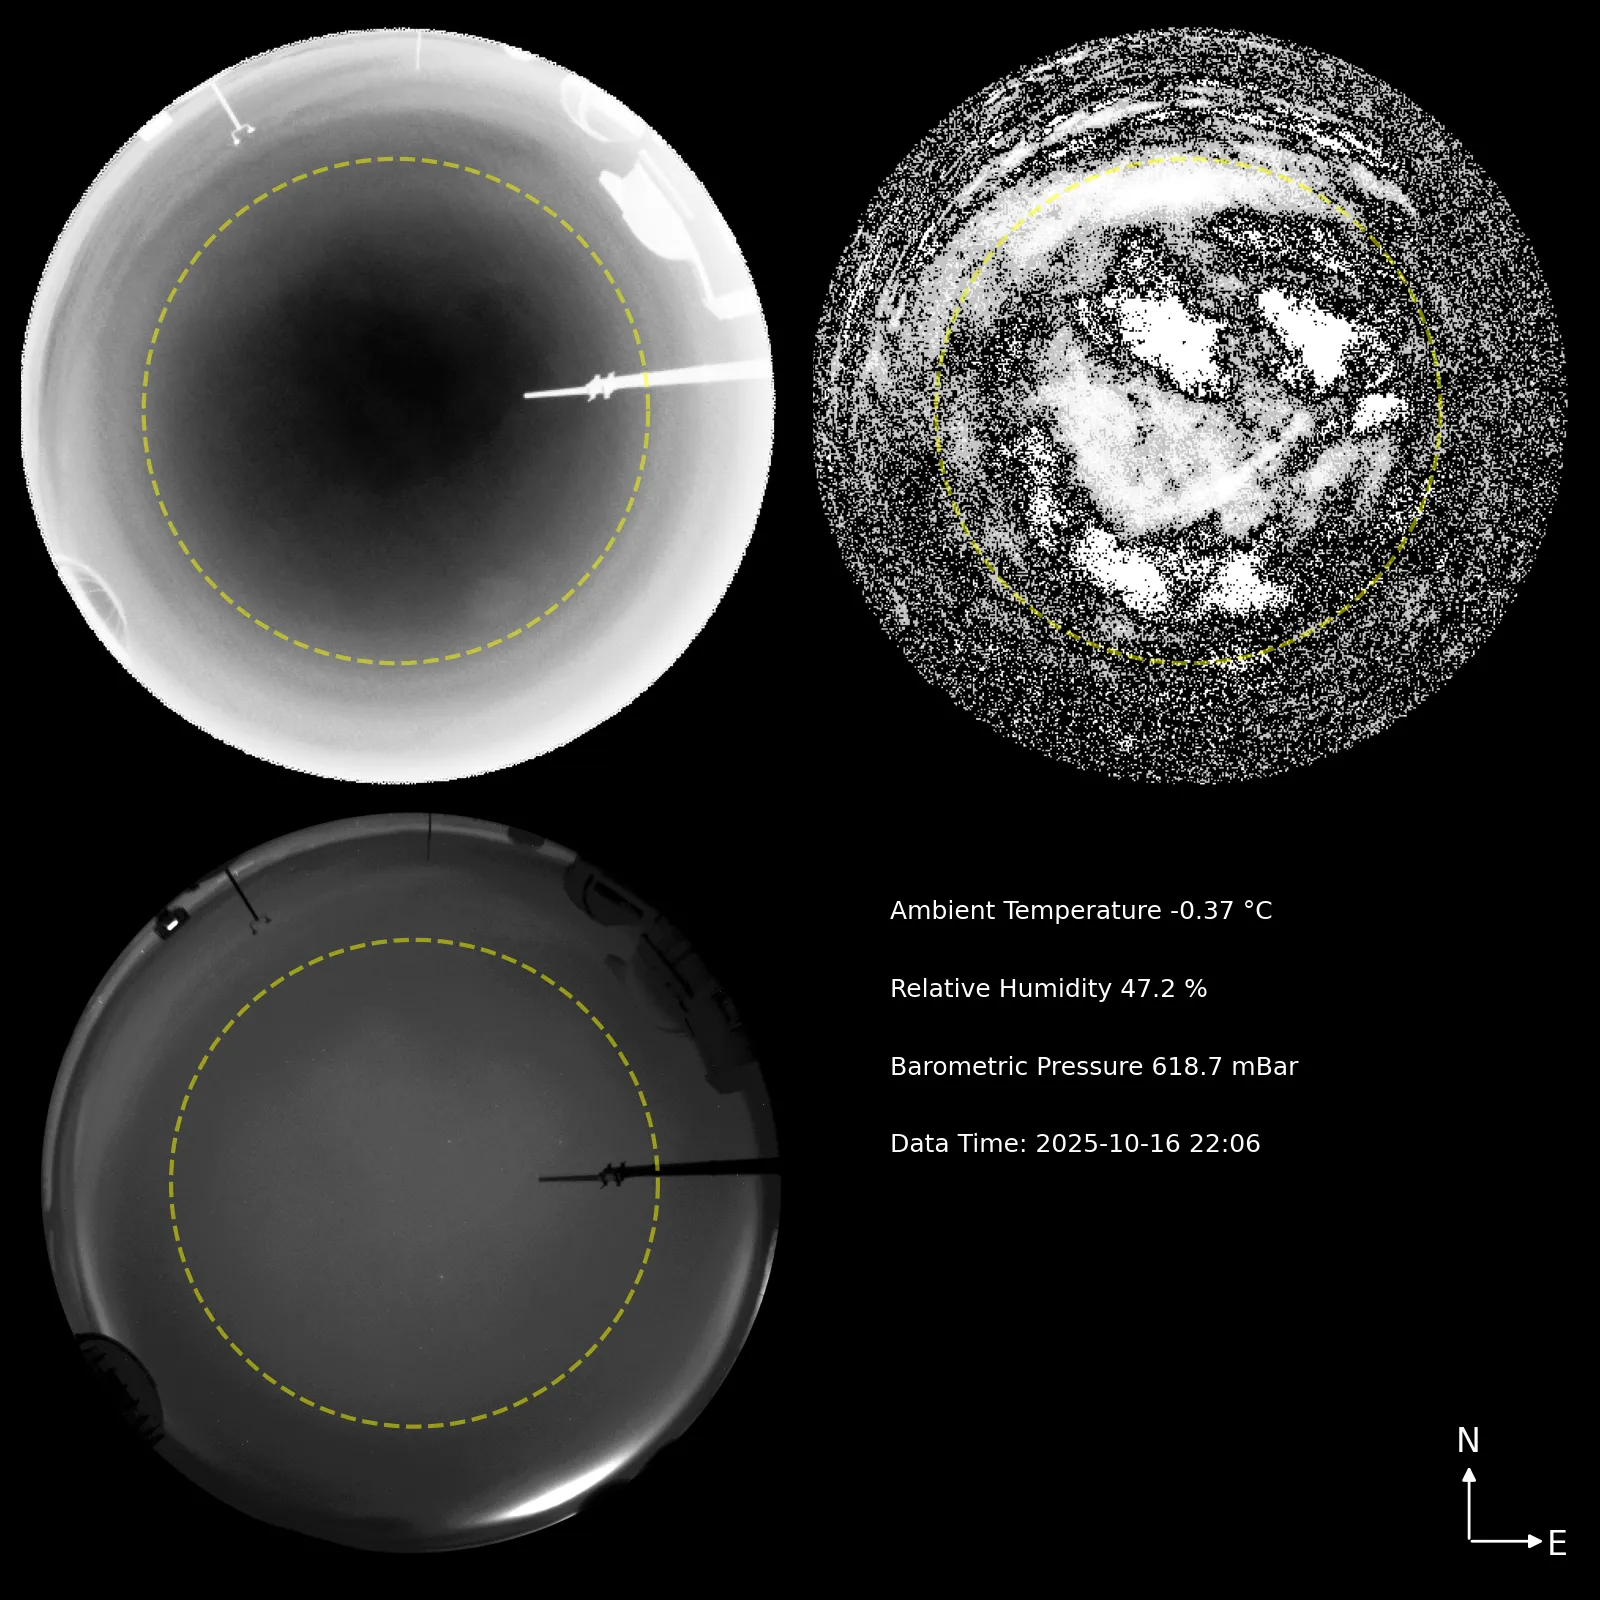 Ambient Temperature -0.37 °C
Relative Humidity 47.2 %
Barometric Pressure 618.7 mBar
Data Time: 2025-10-16 22:06
N
E